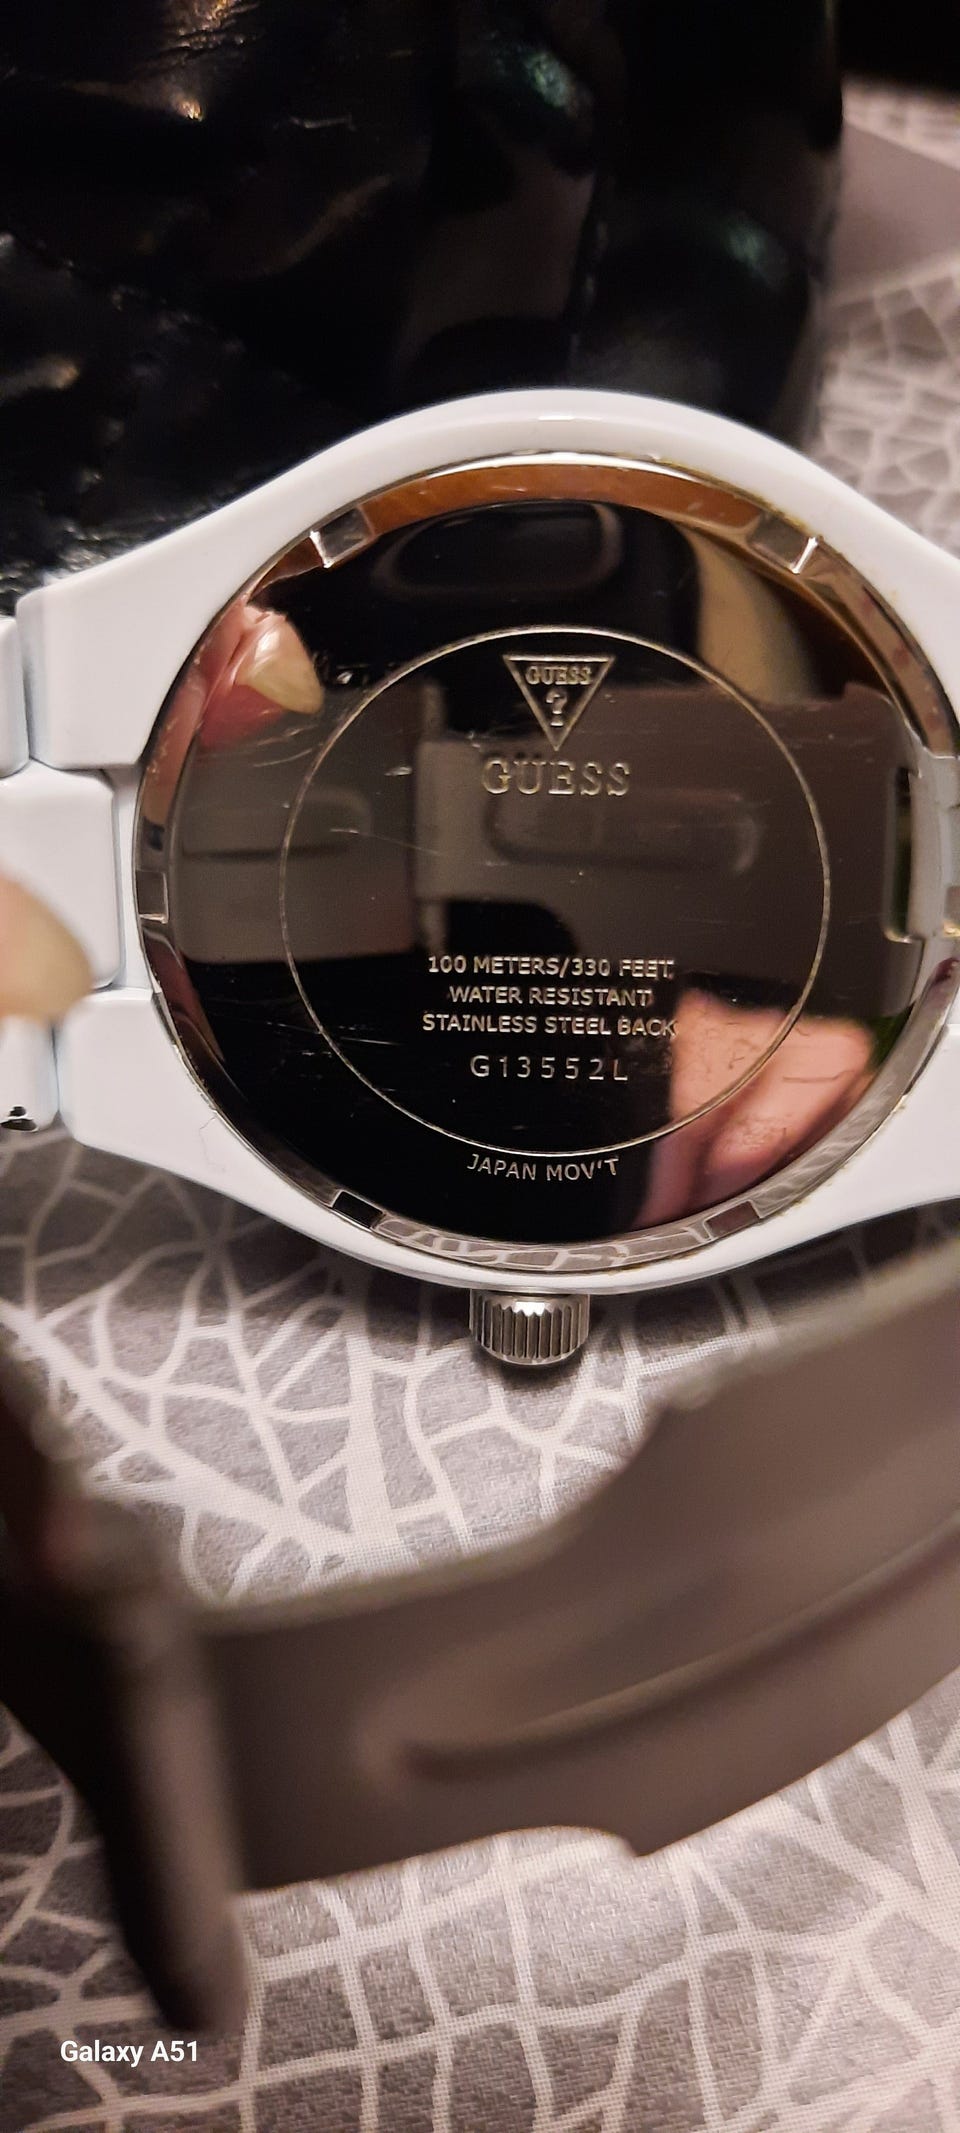 GUESS
?
GUESS
100 METERS/330 FEET
WATER RESISTANT
STAINLESS STEEL BACK
G13552L
JAPAN MOV'T
Galaxy A51